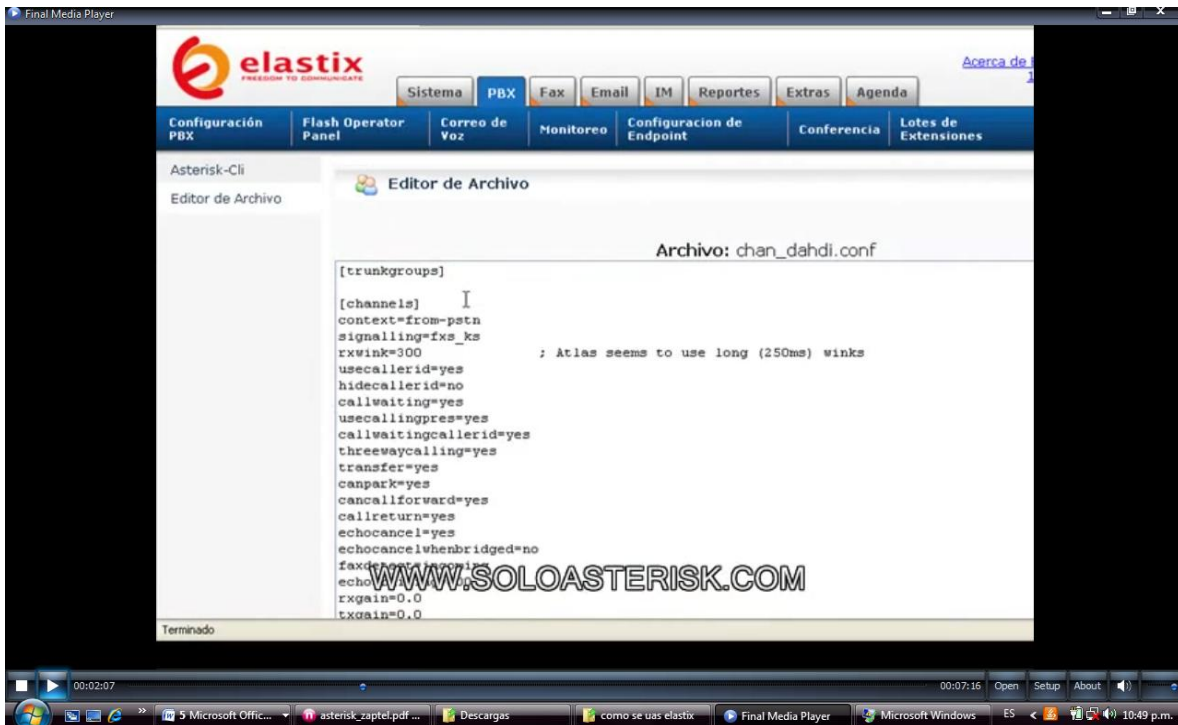 Final Media Player
elastix
FREEDOM TO COMMUNICATE
Acerca de
Sistema PBX Fax Email IM Reportes Extras Agenda
Configuración PBX
Flash Operator Panel
Correo de Voz
Monitoreo
Configuracion de Endpoint
Conferencia
Lotes de Extensiones
Asterisk-Cli
Editor de Archivo
Editor de Archivo
Archivo: chan_dahdi.conf
[trunkgroups]
[channels]
context=from-pstn
signalling=fxs_ks
rxwink=300 ; Atlas seems to use long (250ms) winks
usecallerid=yes
hidecallerid=no
callwaiting=yes
usecallingpres=yes
callwaitingcallerid=yes
threewaycalling=yes
transfer=yes
canpark=yes
cancallforward=yes
callreturn=yes
echocancel=yes
echocancelwhenbridged=no
WWW.SOLOASTERISK.COM
rxgain=0.0
txgain=0.0
Terminado
00:02:07 00:07:16 Open Setup About
5 Microsoft Offic... asterisk_zaptel.pdf ... Descargas como se uas elastix Final Media Player Microsoft Windows ES 10:49 p.m.